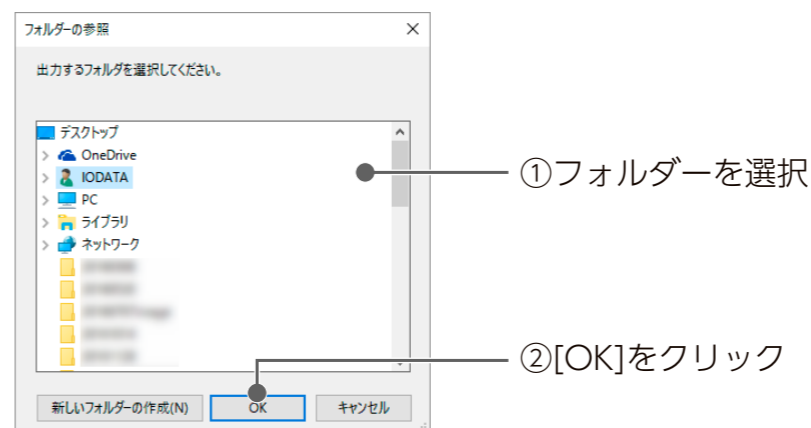 フォルダーの参照
出力するフォルダを選択してください。
デスクトップ
OneDrive
IODATA
①フォルダーを選択
PC
ライブラリ
ネットワーク
②[OK]をクリック
新しいフォルダーの作成(N)
OK
キャンセル